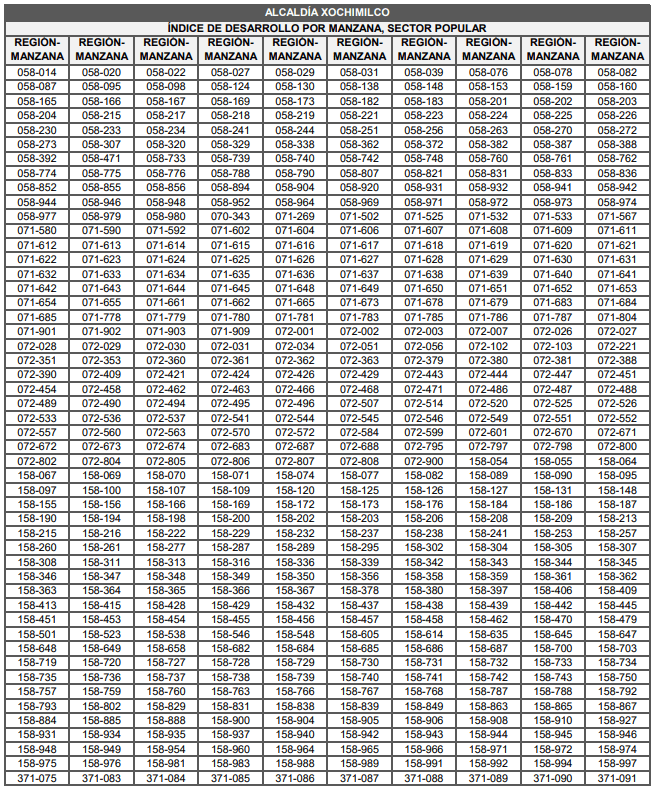 ALCALDÍA XOCHIMILCO
ÍNDICE DE DESARROLLO POR MANZANA, SECTOR POPULAR
REGIÓN- REGIÓN- REGIÓN- REGIÓN- REGIÓN- REGIÓN- REGIÓN- REGIÓN- REGIÓN- REGIÓN-
MANZANA MANZANA MANZANA MANZANA MANZANA MANZANA MANZANA MANZANA MANZANA MANZANA
058-014 058-020 058-022 058-027 058-029 058-031 058-039 058-076 058-078 058-082
058-087 058-095 058-098 058-124 058-130 058-138 058-148 058-153 058-159 058-160
058-165 058-166 058-167 058-169 058-173 058-182 058-183 058-201 058-202 058-203
058-204 058-215 058-217 058-218 058-219 058-221 058-223 058-224 058-225 058-226
058-230 058-233 058-234 058-241 058-244 058-251 058-256 058-263 058-270 058-272
058-273 058-307 058-320 058-329 058-338 058-362 058-372 058-382 058-387 058-388
058-392 058-471 058-733 058-739 058-740 058-742 058-748 058-760 058-761 058-762
058-774 058-775 058-776 058-788 058-790 058-807 058-821 058-831 058-833 058-836
058-852 058-855 058-856 058-894 058-904 058-920 058-931 058-932 058-941 058-942
058-944 058-946 058-948 058-952 058-964 058-969 058-971 058-972 058-973 058-974
058-977 058-979 058-980 070-343 071-269 071-502 071-525 071-532 071-533 071-567
071-580 071-590 071-592 071-602 071-604 071-606 071-607 071-608 071-609 071-611
071-612 071-613 071-614 071-615 071-616 071-617 071-618 071-619 071-620 071-621
071-622 071-623 071-624 071-625 071-626 071-627 071-628 071-629 071-630 071-631
071-632 071-633 071-634 071-635 071-636 071-637 071-638 071-639 071-640 071-641
071-642 071-643 071-644 071-645 071-648 071-649 071-650 071-651 071-652 071-653
071-654 071-655 071-661 071-662 071-665 071-673 071-678 071-679 071-683 071-684
071-685 071-778 071-779 071-780 071-781 071-783 071-785 071-786 071-787 071-804
071-901 071-902 071-903 071-909 072-001 072-002 072-003 072-007 072-026 072-027
072-028 072-029 072-030 072-031 072-034 072-051 072-056 072-102 072-103 072-221
072-351 072-353 072-360 072-361 072-362 072-363 072-379 072-380 072-381 072-388
072-390 072-409 072-421 072-424 072-426 072-429 072-443 072-444 072-447 072-451
072-454 072-458 072-462 072-463 072-466 072-468 072-471 072-486 072-487 072-488
072-489 072-490 072-494 072-495 072-496 072-507 072-514 072-520 072-525 072-526
072-533 072-536 072-537 072-541 072-544 072-545 072-546 072-549 072-551 072-552
072-557 072-560 072-563 072-570 072-572 072-584 072-599 072-601 072-670 072-671
072-672 072-673 072-674 072-683 072-687 072-688 072-795 072-797 072-798 072-800
072-802 072-804 072-805 072-806 072-807 072-808 072-900 158-054 158-055 158-064
158-067 158-069 158-070 158-071 158-074 158-077 158-082 158-089 158-090 158-095
158-097 158-100 158-107 158-109 158-120 158-125 158-126 158-127 158-131 158-148
158-155 158-156 158-166 158-169 158-172 158-173 158-176 158-184 158-186 158-187
158-190 158-194 158-198 158-200 158-202 158-203 158-206 158-208 158-209 158-213
158-215 158-216 158-222 158-229 158-232 158-237 158-238 158-241 158-253 158-257
158-260 158-261 158-277 158-287 158-289 158-295 158-302 158-304 158-305 158-307
158-308 158-311 158-313 158-316 158-336 158-339 158-342 158-343 158-344 158-345
158-346 158-347 158-348 158-349 158-350 158-356 158-358 158-359 158-361 158-362
158-363 158-364 158-365 158-366 158-367 158-378 158-380 158-397 158-406 158-409
158-413 158-415 158-428 158-429 158-432 158-437 158-438 158-439 158-442 158-445
158-451 158-453 158-454 158-455 158-456 158-457 158-458 158-462 158-470 158-479
158-501 158-523 158-538 158-546 158-548 158-605 158-614 158-635 158-645 158-647
158-648 158-649 158-658 158-682 158-684 158-685 158-686 158-687 158-700 158-703
158-719 158-720 158-727 158-728 158-729 158-730 158-731 158-732 158-733 158-734
158-735 158-736 158-737 158-738 158-739 158-740 158-741 158-742 158-743 158-750
158-757 158-759 158-760 158-763 158-766 158-767 158-768 158-787 158-788 158-792
158-793 158-802 158-829 158-831 158-838 158-839 158-849 158-863 158-865 158-867
158-884 158-885 158-888 158-900 158-904 158-905 158-906 158-908 158-910 158-927
158-931 158-934 158-935 158-937 158-940 158-942 158-943 158-944 158-945 158-946
158-948 158-949 158-954 158-960 158-964 158-965 158-966 158-971 158-972 158-974
158-975 158-976 158-981 158-983 158-988 158-989 158-991 158-992 158-994 158-997
371-075 371-083 371-084 371-085 371-086 371-087 371-088 371-089 371-090 371-091